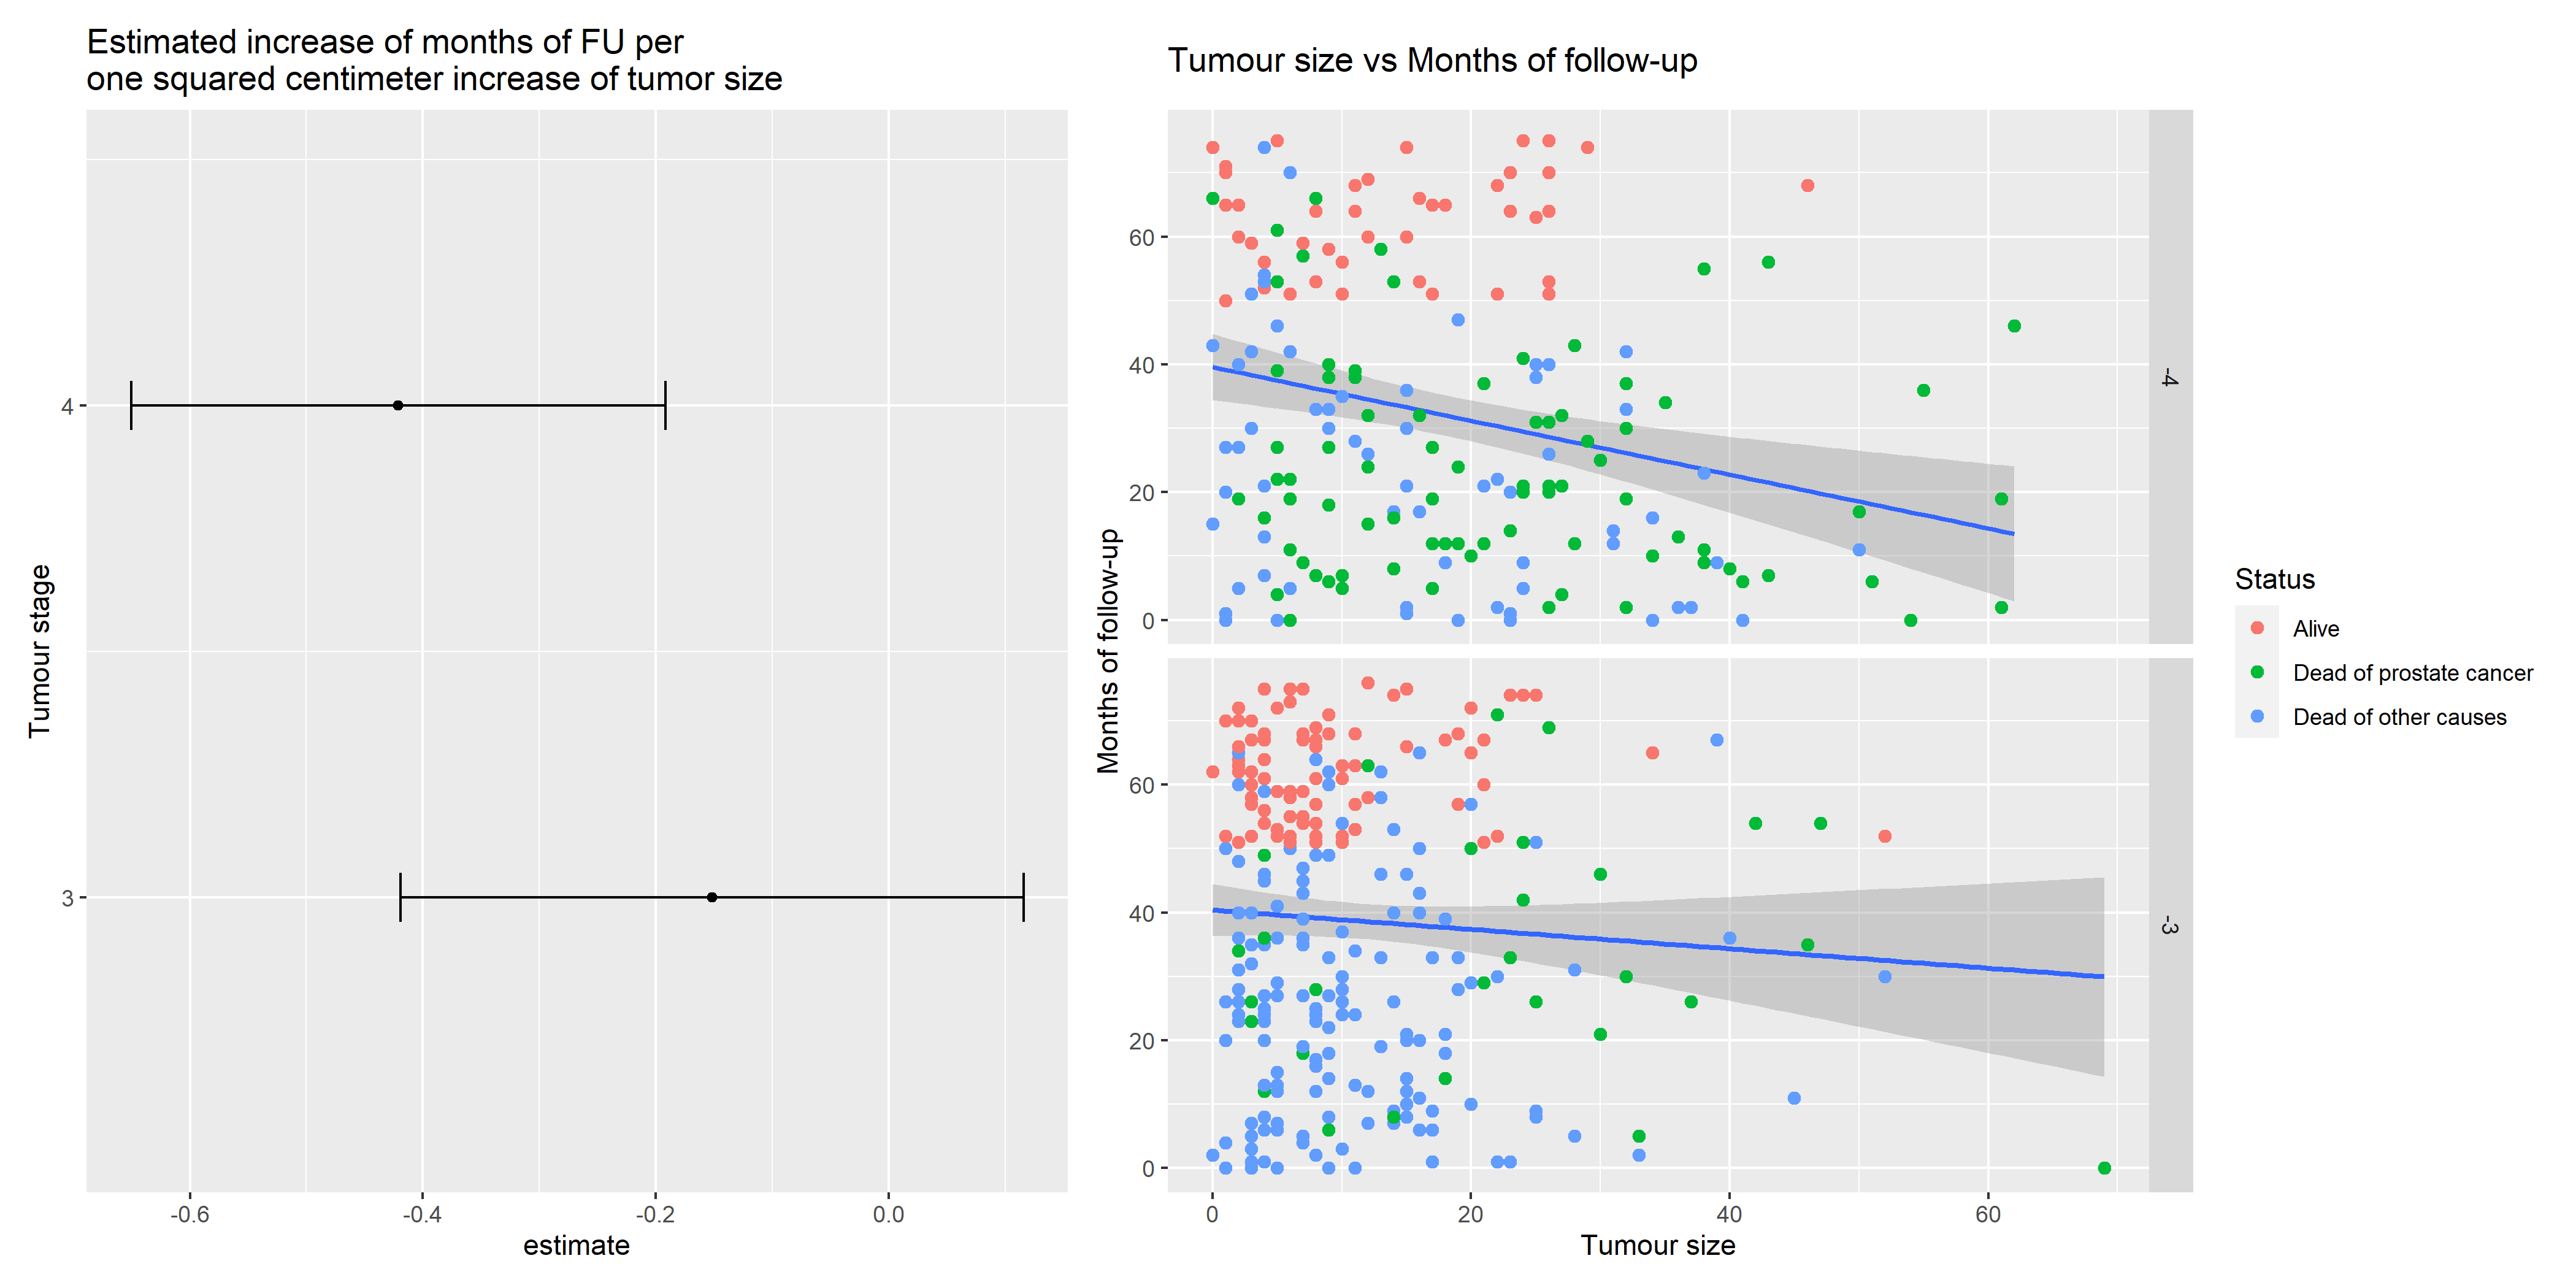 Estimated increase of months of FU per
one squared centimeter increase of tumor size
Tumour stage
4
3
-0.6
-0.4
-0.2
0.0
estimate
Tumour size vs Months of follow-up
Months of follow-up
60
40
20
0
-4
60
40
20
0
-3
0
20
40
60
Tumour size
Status
Alive
Dead of prostate cancer
Dead of other causes